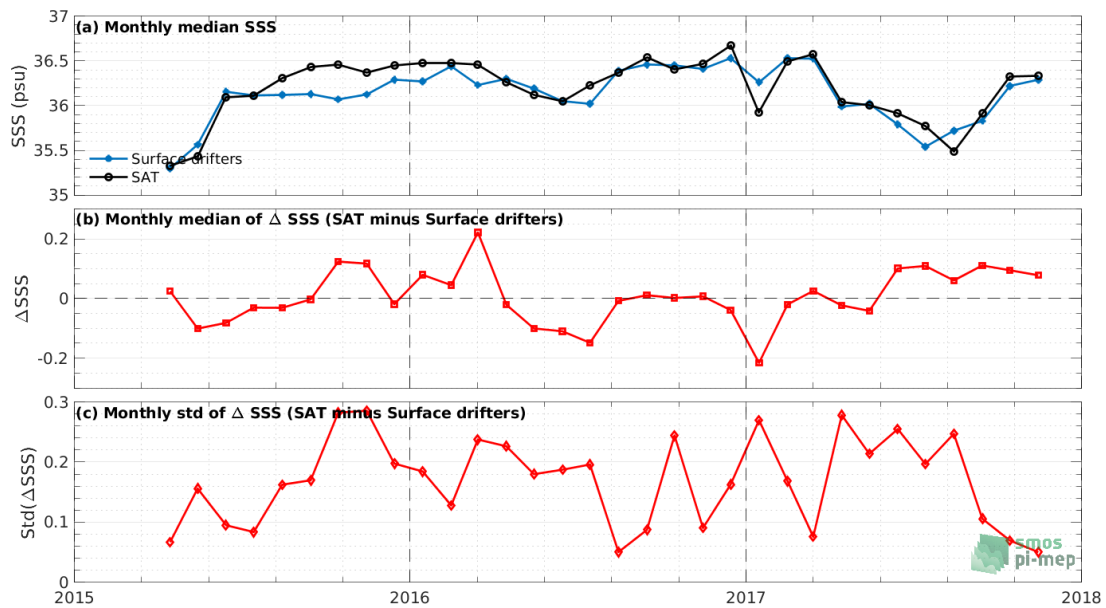 (a) Monthly median SSS
SSS (psu)
37
36.5
36
35.5
35
Surface drifters
SAT
(b) Monthly median of Δ SSS (SAT minus Surface drifters)
ΔSSS
0.2
0
-0.2
(c) Monthly std of Δ SSS (SAT minus Surface drifters)
Std(ΔSSS)
0.3
0.2
0.1
0
smos
pi-mep
2015 2016 2017 2018